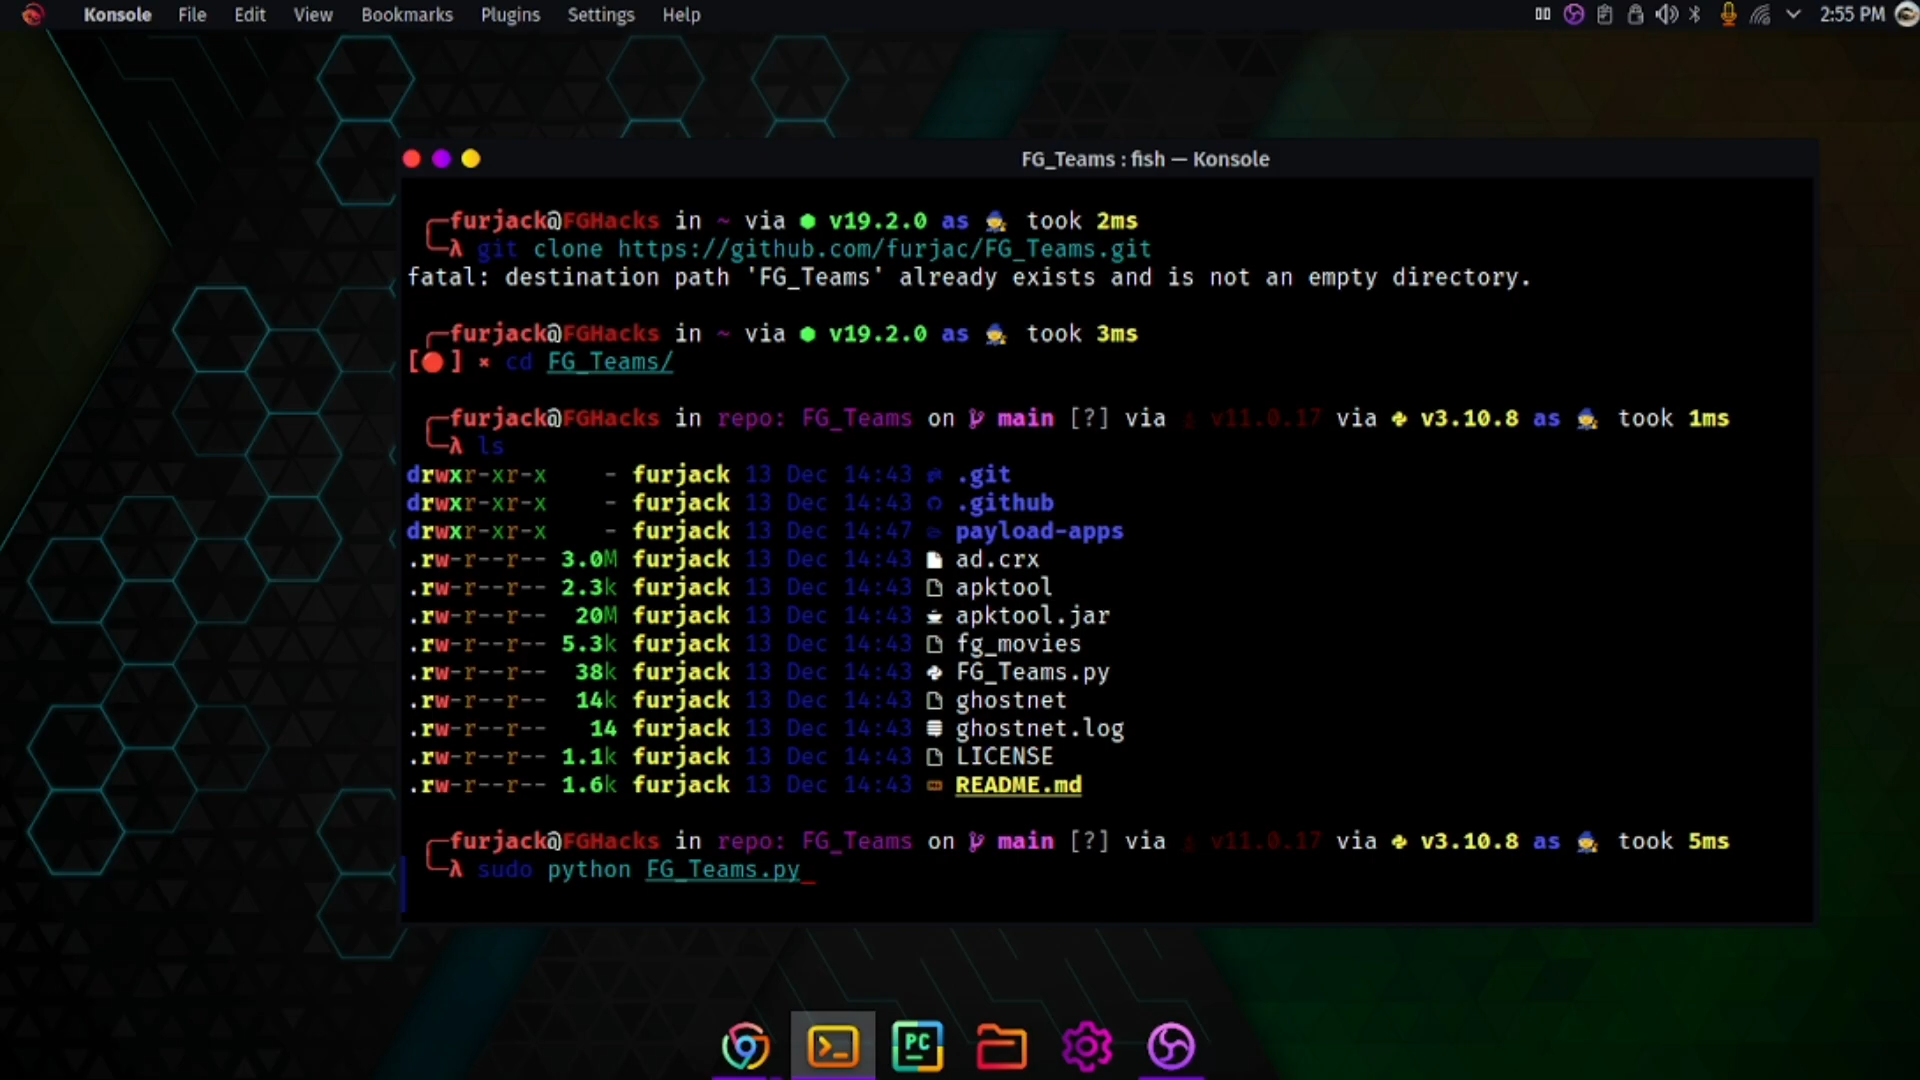 Konsole File Edit View Bookmarks Plugins Settings Help 2:55 PM
FG_Teams : fish — Konsole
furjack@FGHacks in ~ via v19.2.0 as took 2ms
λ git clone https://github.com/furjac/FG_Teams.git
fatal: destination path 'FG_Teams' already exists and is not an empty directory.
furjack@FGHacks in ~ via v19.2.0 as took 3ms
[🔴] × cd FG_Teams/
furjack@FGHacks in repo: FG_Teams on main [?] via v11.0.17 via v3.10.8 as took 1ms
λ ls
drwxr-xr-x - furjack 13 Dec 14:43 .git
drwxr-xr-x - furjack 13 Dec 14:43 .github
drwxr-xr-x - furjack 13 Dec 14:47 payload-apps
.rw-r--r-- 3.0M furjack 13 Dec 14:43 ad.crx
.rw-r--r-- 2.3k furjack 13 Dec 14:43 apktool
.rw-r--r-- 20M furjack 13 Dec 14:43 apktool.jar
.rw-r--r-- 5.3k furjack 13 Dec 14:43 fg_movies
.rw-r--r-- 38k furjack 13 Dec 14:43 FG_Teams.py
.rw-r--r-- 14k furjack 13 Dec 14:43 ghostnet
.rw-r--r-- 14 furjack 13 Dec 14:43 ghostnet.log
.rw-r--r-- 1.1k furjack 13 Dec 14:43 LICENSE
.rw-r--r-- 1.6k furjack 13 Dec 14:43 README.md
furjack@FGHacks in repo: FG_Teams on main [?] via v11.0.17 via v3.10.8 as took 5ms
λ sudo python FG_Teams.py_
PC